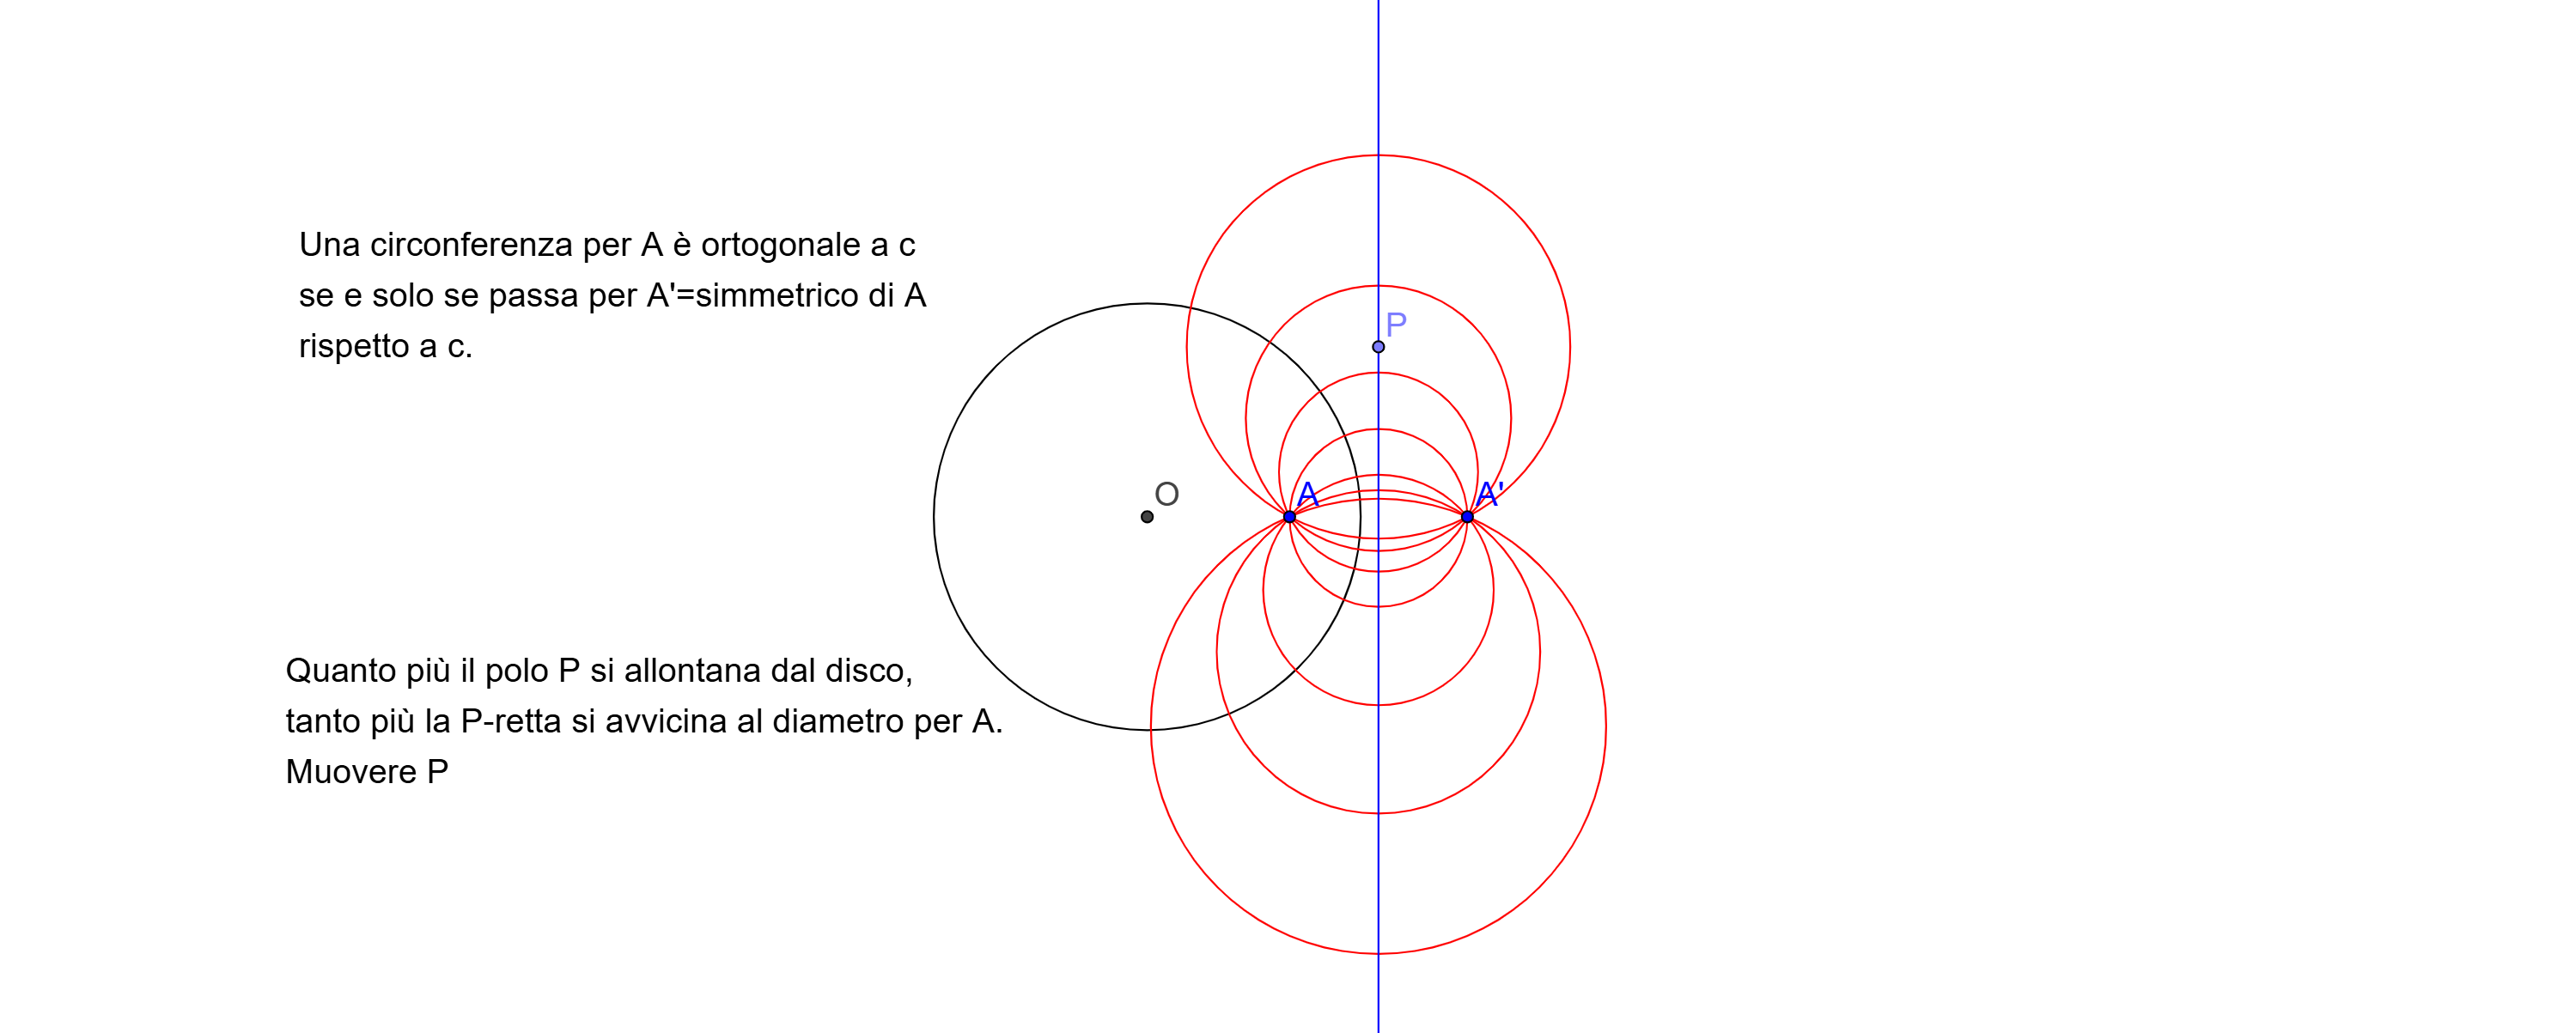 Una circonferenza per A è ortogonale a c
se e solo se passa per A'=simmetrico di A
rispetto a c.
P
O
A
A'
Quanto più il polo P si allontana dal disco,
tanto più la P-retta si avvicina al diametro per A.
Muovere P